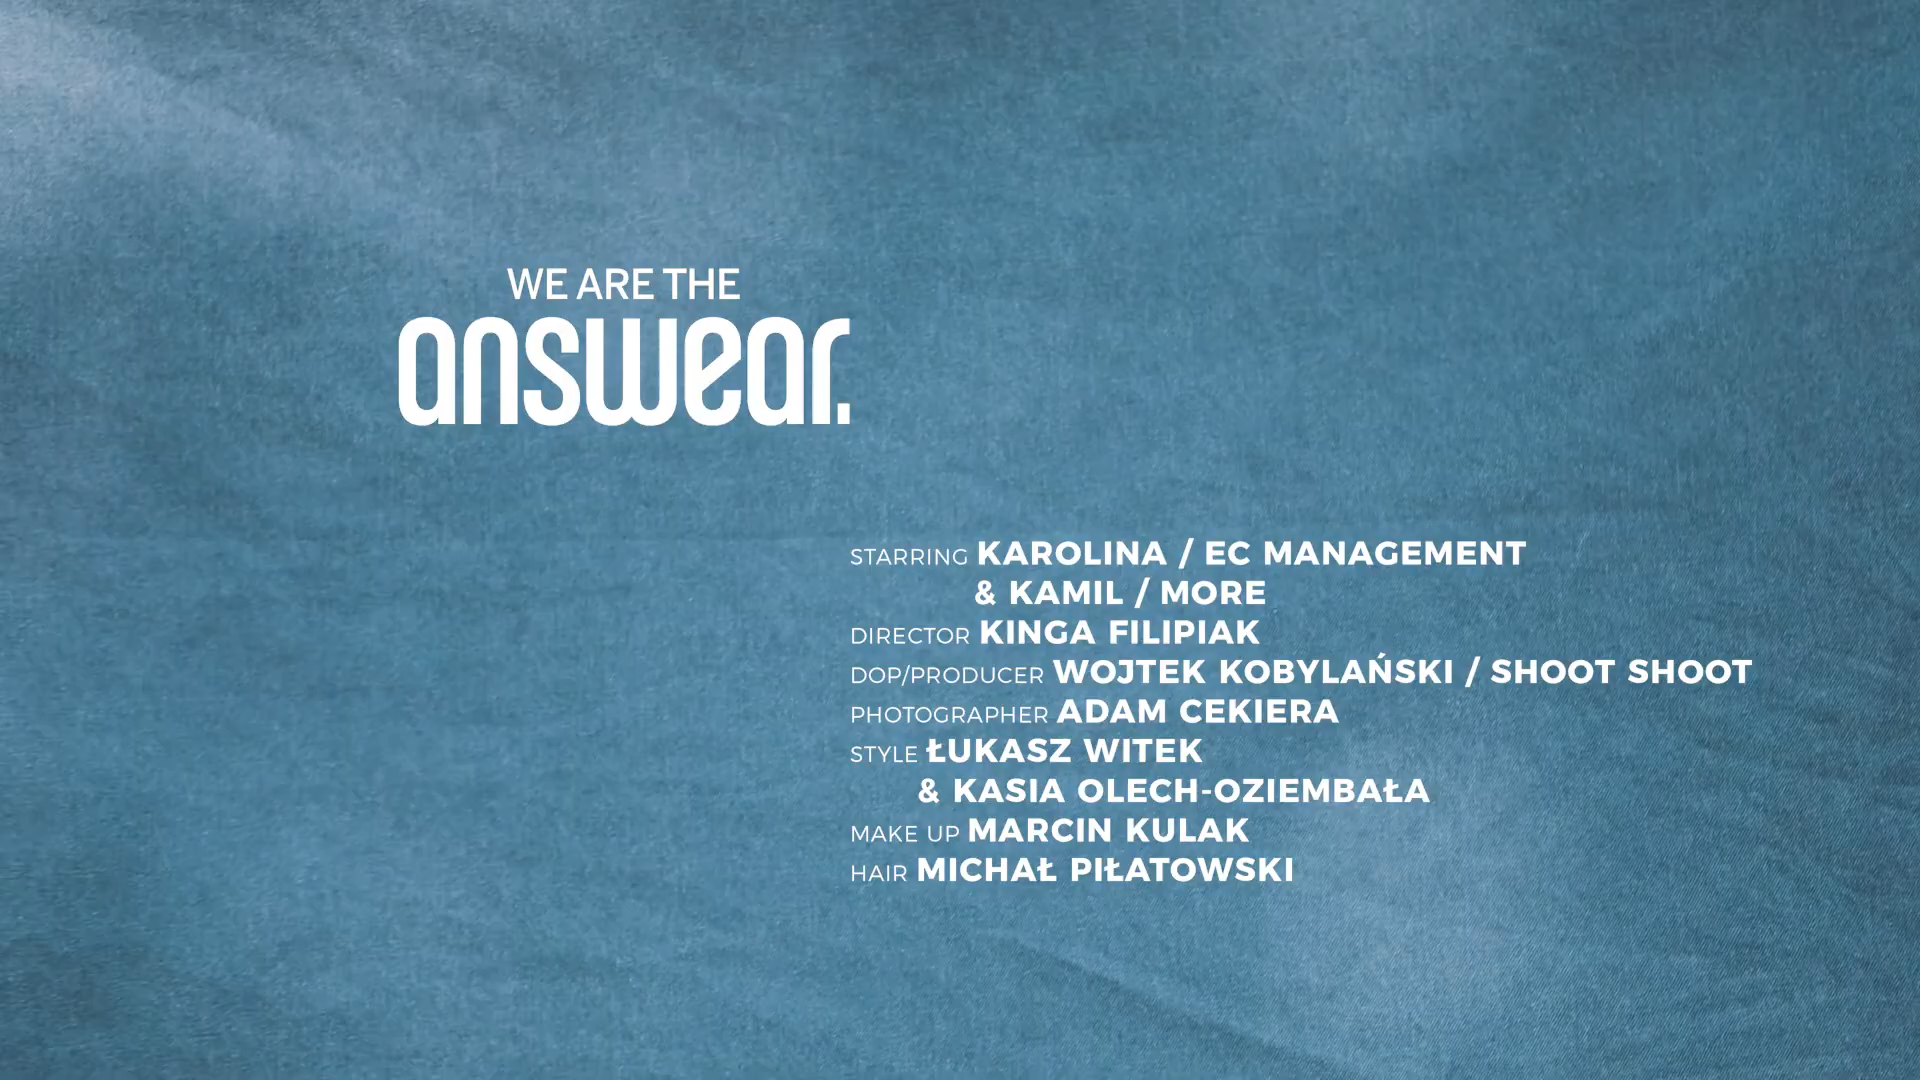 WE ARE THE
answear.
STARRING KAROLINA / EC MANAGEMENT
& KAMIL / MORE
DIRECTOR KINGA FILIPIAK
DOP/PRODUCER WOJTEK KOBYLAŃSKI / SHOOT SHOOT
PHOTOGRAPHER ADAM CEKIERA
STYLE ŁUKASZ WITEK
& KASIA OLECH-OZIEMBAŁA
MAKE UP MARCIN KULAK
HAIR MICHAŁ PIŁATOWSKI